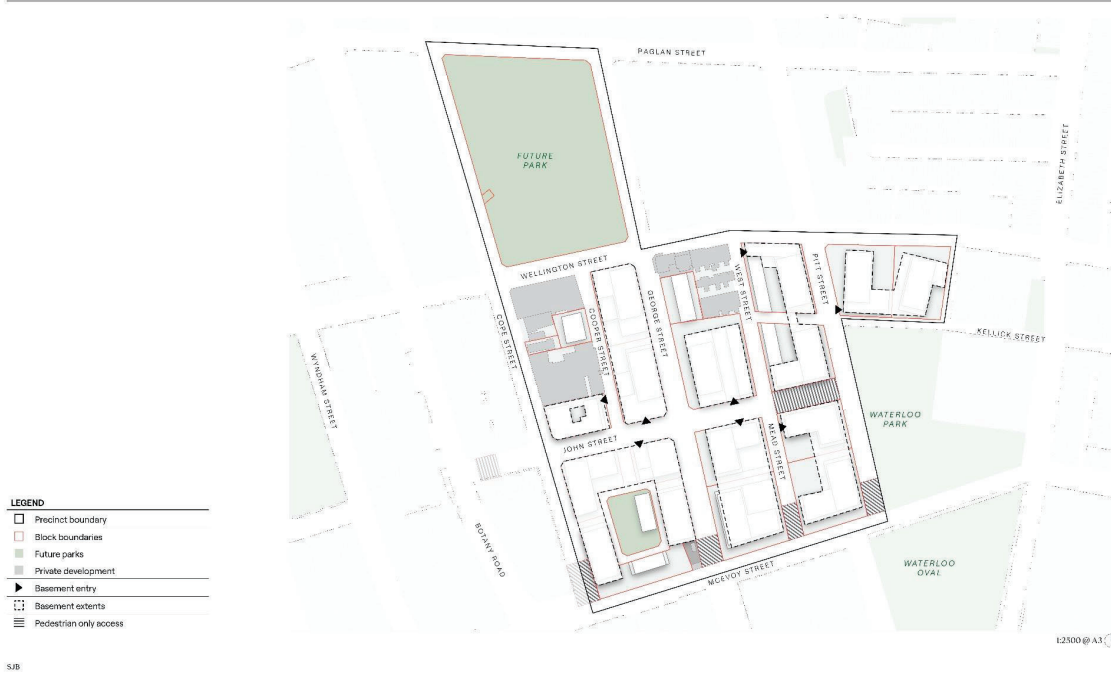 PAGLAN STREET
ELIZABETH STREET
FUTURE
PARK
WELLINGTON STREET
PITT STREET
WEST STREET
GEORGE STREET
COOPER STREET
COPE STREET
KELLICK STREET
WYNDHAM STREET
WATERLOO
PARK
JOHN STREET
MEAD STREET
BOTANY ROAD
MCEVOY STREET
WATERLOO
OVAL
LEGEND
Precinct boundary
Block boundaries
Future parks
Private development
Basement entry
Basement extents
Pedestrian only access
1:2500 @ A3
SJB